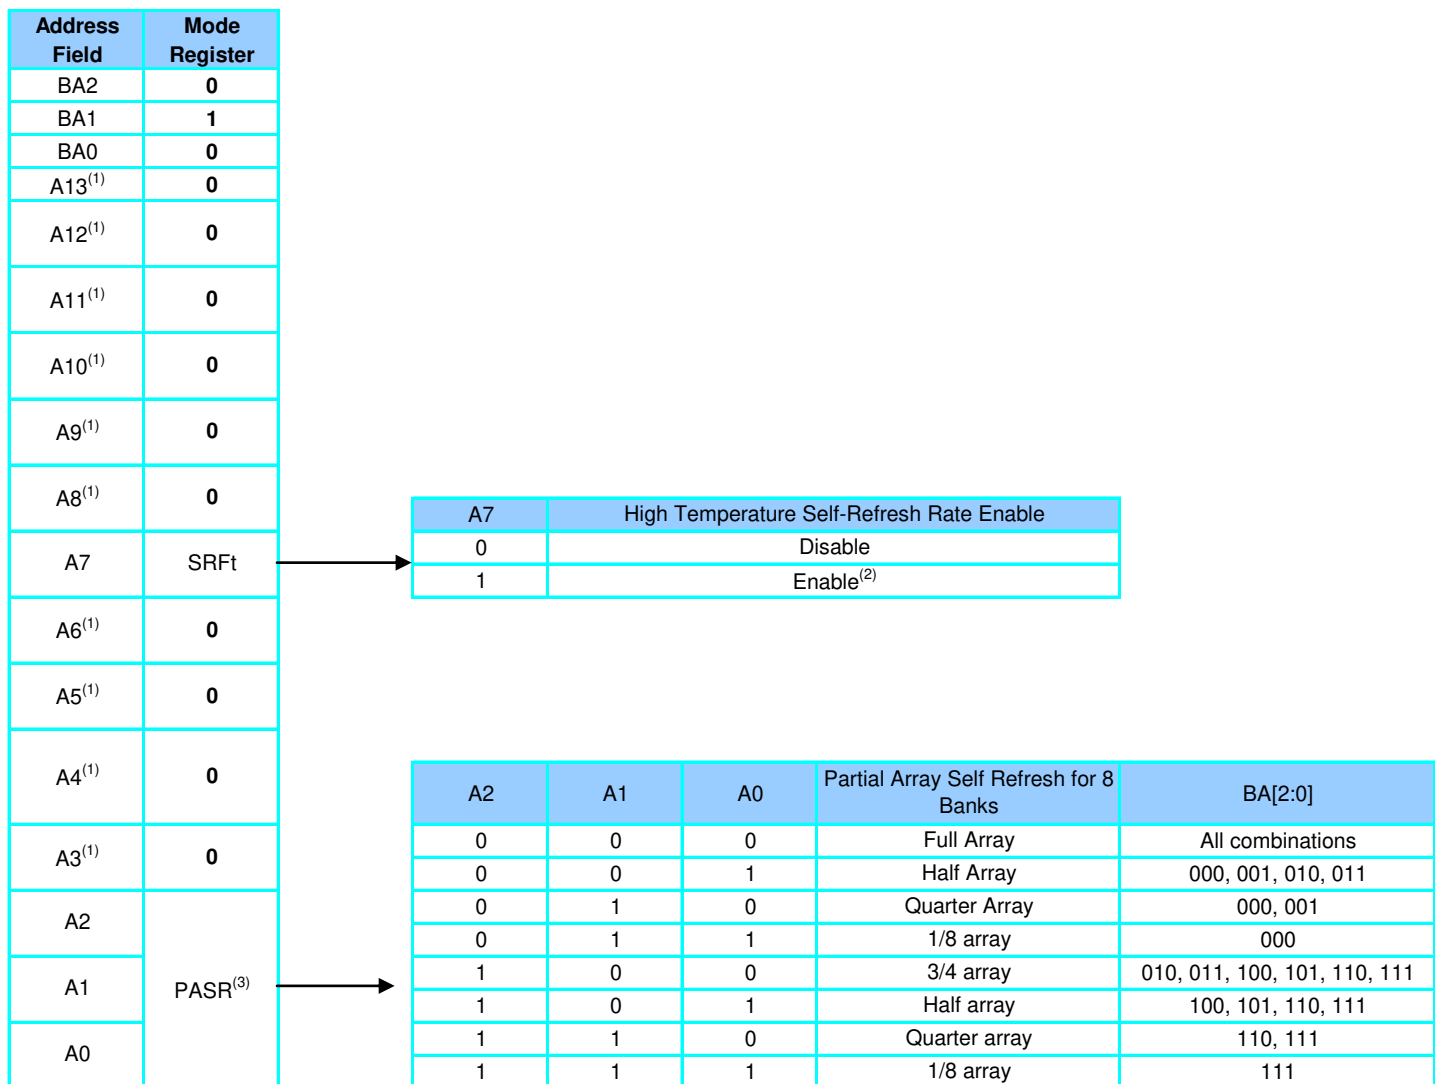 Address Field Mode Register
BA2 0
BA1 1
BA0 0
A13(1) 0
A12(1) 0
A11(1) 0
A10(1) 0
A9(1) 0
A8(1) 0
A7 SRFt
A6(1) 0
A5(1) 0
A4(1) 0
A3(1) 0
A2
A1 PASR(3)
A0
A7 High Temperature Self-Refresh Rate Enable
0 Disable
1 Enable(2)
A2 A1 A0 Partial Array Self Refresh for 8 Banks BA[2:0]
0 0 0 Full Array All combinations
0 0 1 Half Array 000, 001, 010, 011
0 1 0 Quarter Array 000, 001
0 1 1 1/8 array 000
1 0 0 3/4 array 010, 011, 100, 101, 110, 111
1 0 1 Half array 100, 101, 110, 111
1 1 0 Quarter array 110, 111
1 1 1 1/8 array 111